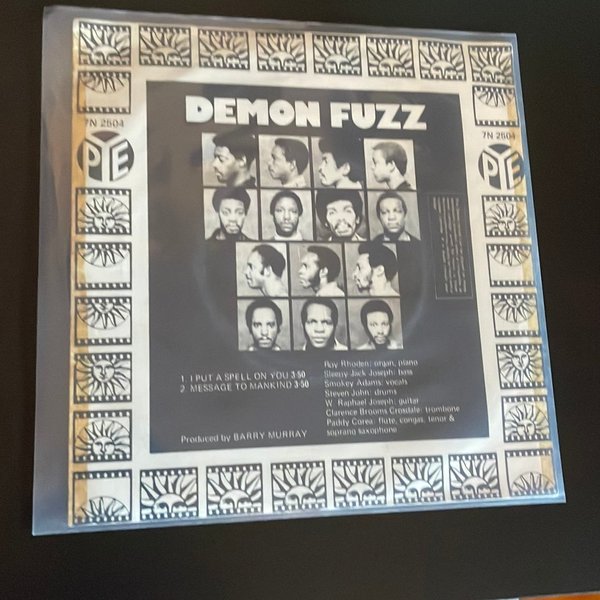 DEMON FUZZ
7N 2504
7N 2504
PYE
PYE
1. I PUT A SPELL ON YOU 3·50
2. MESSAGE TO MANKIND 3·50
Produced by BARRY MURRAY
Roy Rhoden: organ, piano
Sleepy Jack Joseph: bass
Smokey Adams: vocals
Steven John: drums
W. Raphael Joseph: guitar
Clarence Brooms Crosdale: trombone
Paddy Corea: flute, congas, tenor &
soprano saxophone